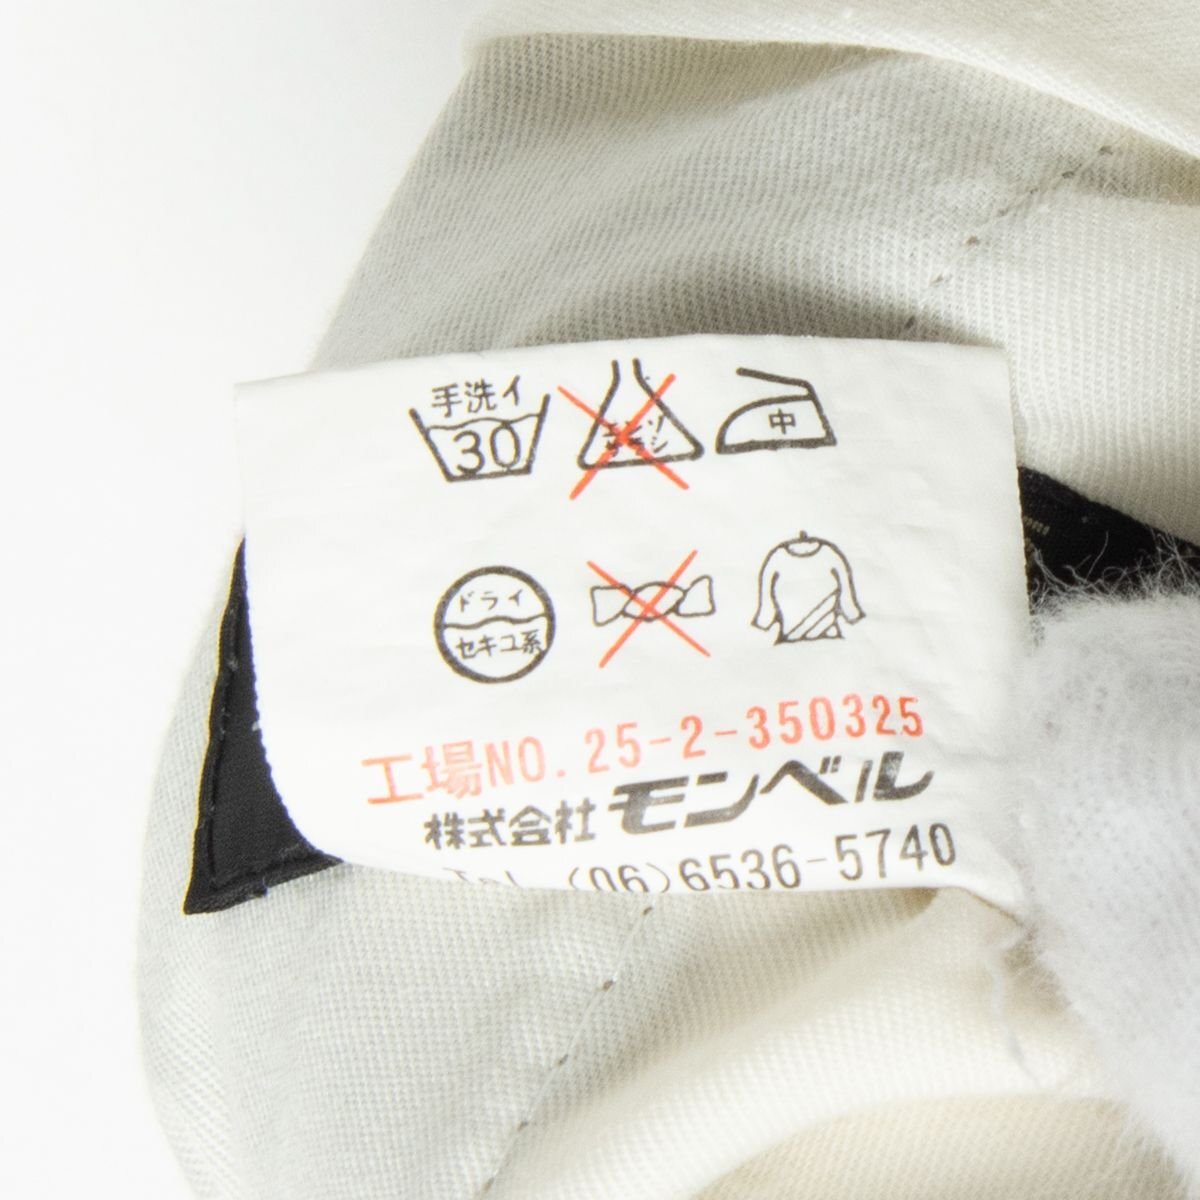 手洗イ
30
中
ドライ
セキユ系
工場NO. 25-2-350325
株式会社 モンベル
Tel (06)6536-5740